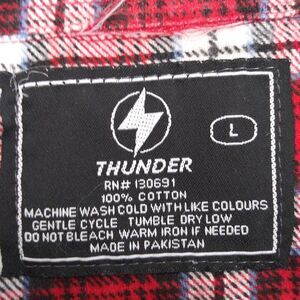 THUNDER
L
RN# 130691
100% COTTON
MACHINE WASH COLD WITH LIKE COLOURS
GENTLE CYCLE TUMBLE DRY LOW
DO NOT BLEACH WARM IRON IF NEEDED
MADE IN PAKISTAN